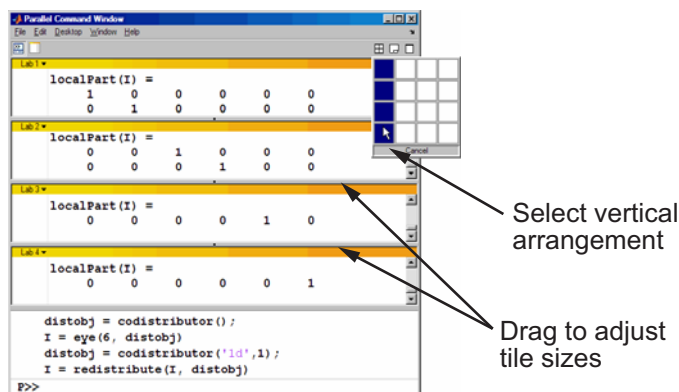 Parallel Command Window
File Edit Desktop Window Help
Lab 1
localPart(I) =
1 0 0 0 0 0
0 1 0 0 0 0
Lab 2
localPart(I) =
0 0 1 0 0 0
0 0 0 1 0 0
Lab 3
localPart(I) =
0 0 0 0 1 0
Lab 4
localPart(I) =
0 0 0 0 0 1
Cancel
Select vertical
arrangement
Drag to adjust
tile sizes
distobj = codistributor();
I = eye(6, distobj)
distobj = codistributor('1d',1);
I = redistribute(I, distobj)
P>>